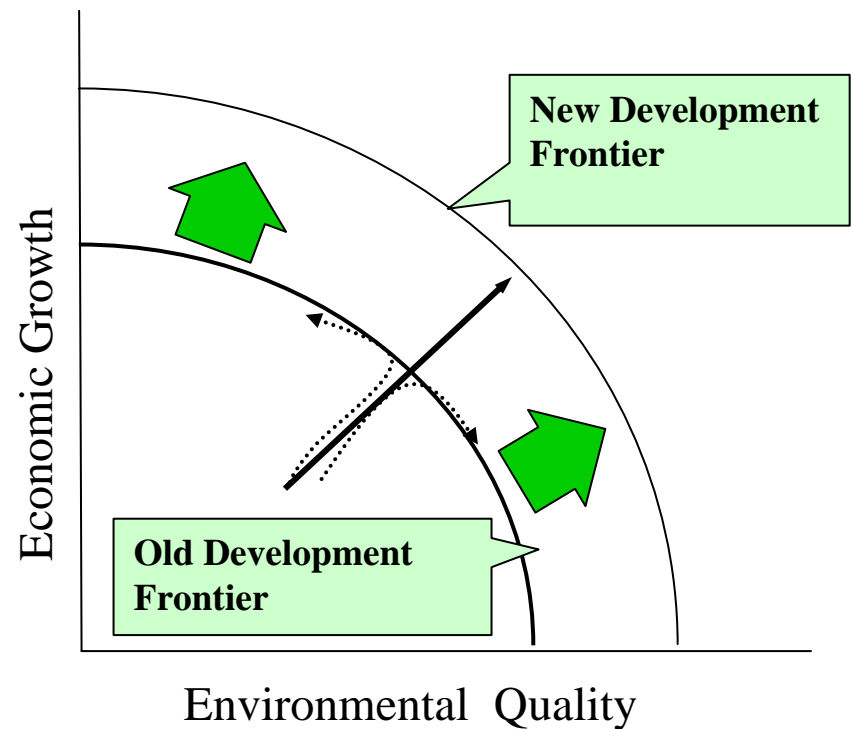 New Development
Frontier
Economic Growth
Old Development
Frontier
Environmental Quality